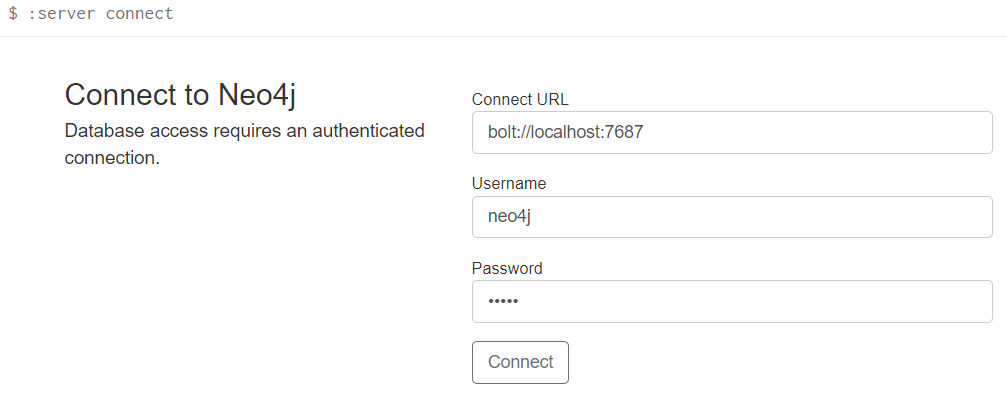 $ :server connect
Connect to Neo4j
Database access requires an authenticated
connection.
Connect URL
bolt://localhost:7687
Username
neo4j
Password
•••••
Connect